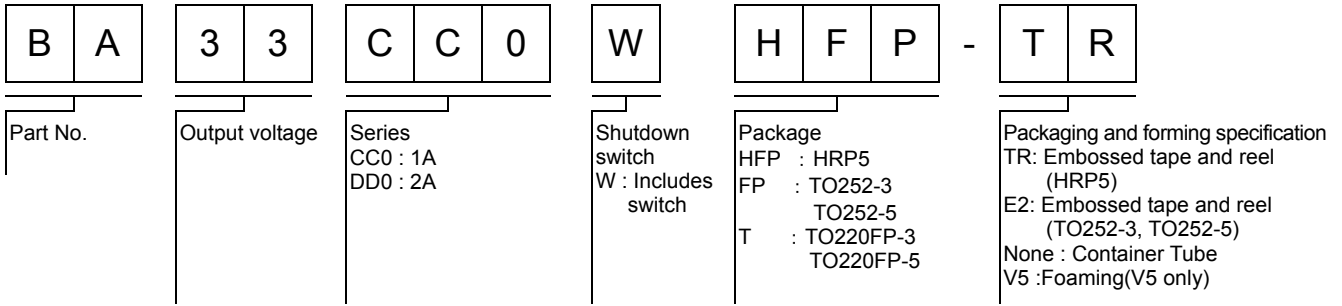 B A 3 3 C C 0 W H F P - T R
Part No.
Output voltage
Series
CC0 : 1A
DD0 : 2A
Shutdown
switch
W : Includes
switch
Package
HFP : HRP5
FP : TO252-3
TO252-5
T : TO220FP-3
TO220FP-5
Packaging and forming specification
TR: Embossed tape and reel
(HRP5)
E2: Embossed tape and reel
(TO252-3, TO252-5)
None : Container Tube
V5 :Foaming(V5 only)